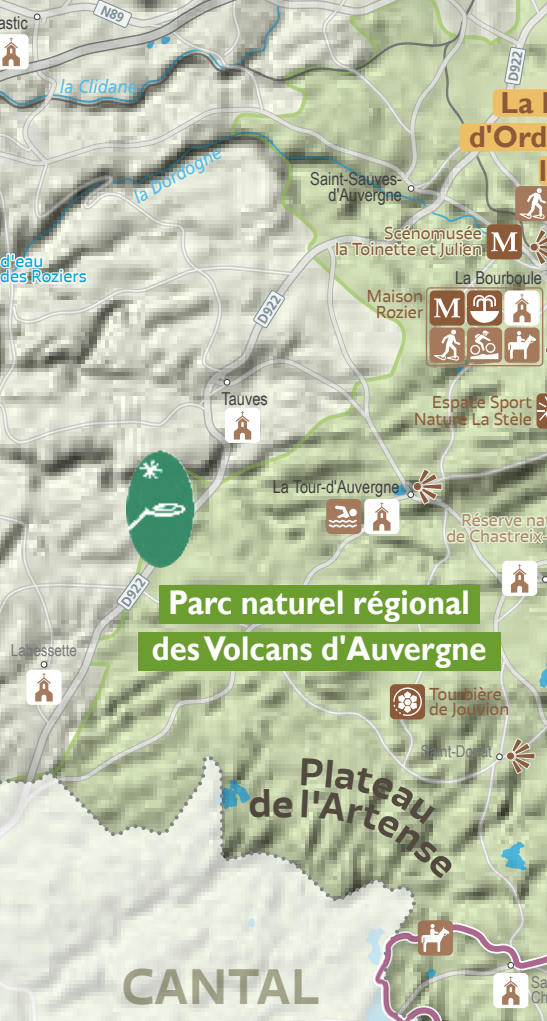 astic
N89
la Clidane
D922
La
d'Ord
la Dordogne
Saint-Sauves-
d'Auvergne
Scénomusée
la Toinette et Julien
M
d'eau
des Roziers
La Bourboule
Maison
Rozier
M
D922
Tauves
Espace Sport
Nature La Stèle
La Tour-d'Auvergne
Réserve nat
de Chastreix-
D922
Parc naturel régional
des Volcans d'Auvergne
Labessette
Tourbière
de Jouvion
Saint-Donat
Plateau
de l'Artense
CANTAL
Sa
Ch